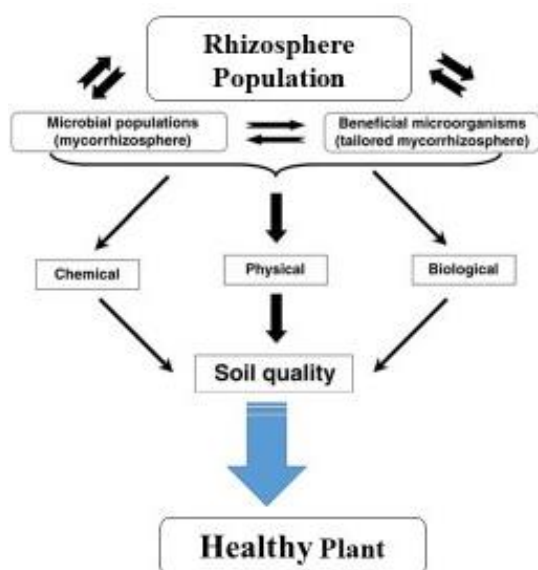 Rhizosphere
Population
Microbial populations
(mycorrhizosphere)
Beneficial microorganisms
(tailored mycorrhizosphere)
Chemical
Physical
Biological
Soil quality
Healthy Plant